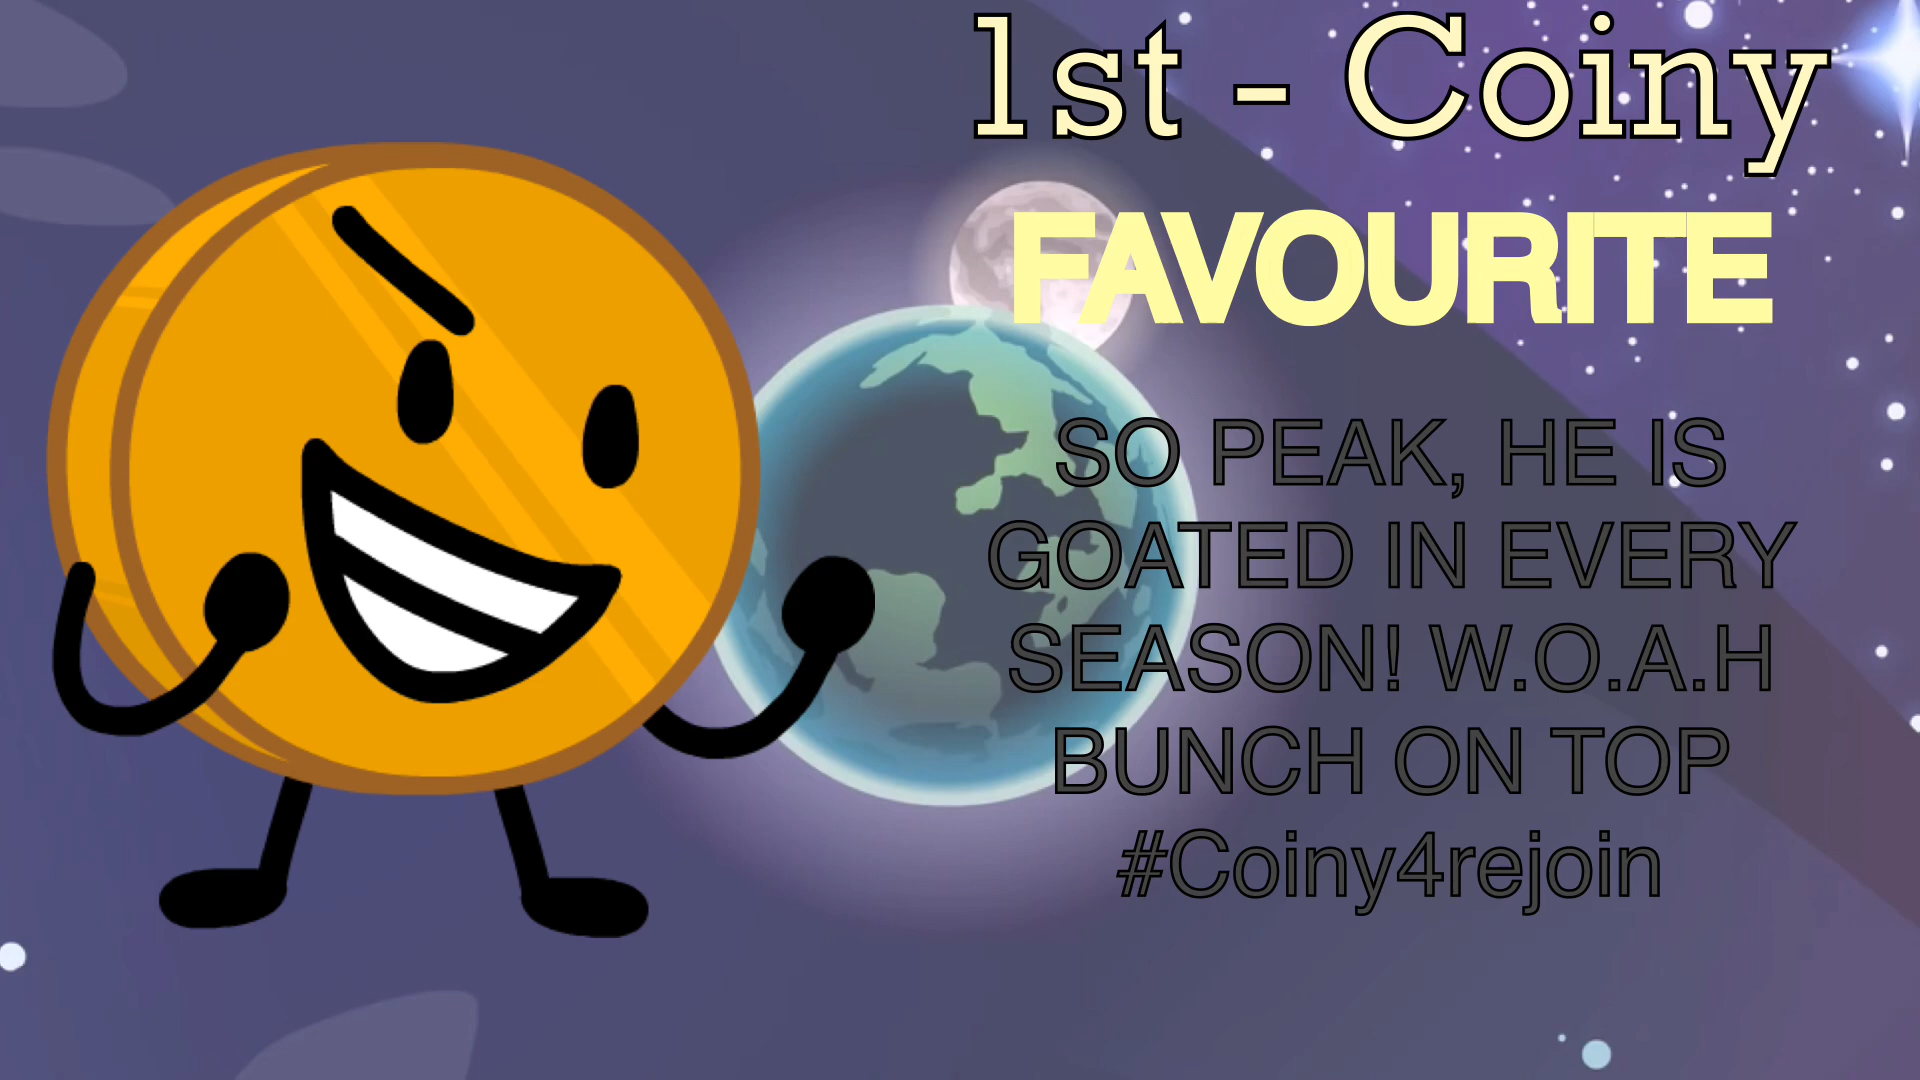 1st - Coiny
FAVOURITE
SO PEAK, HE IS
GOATED IN EVERY
SEASON! W.O.A.H
BUNCH ON TOP
#Coiny4rejoin